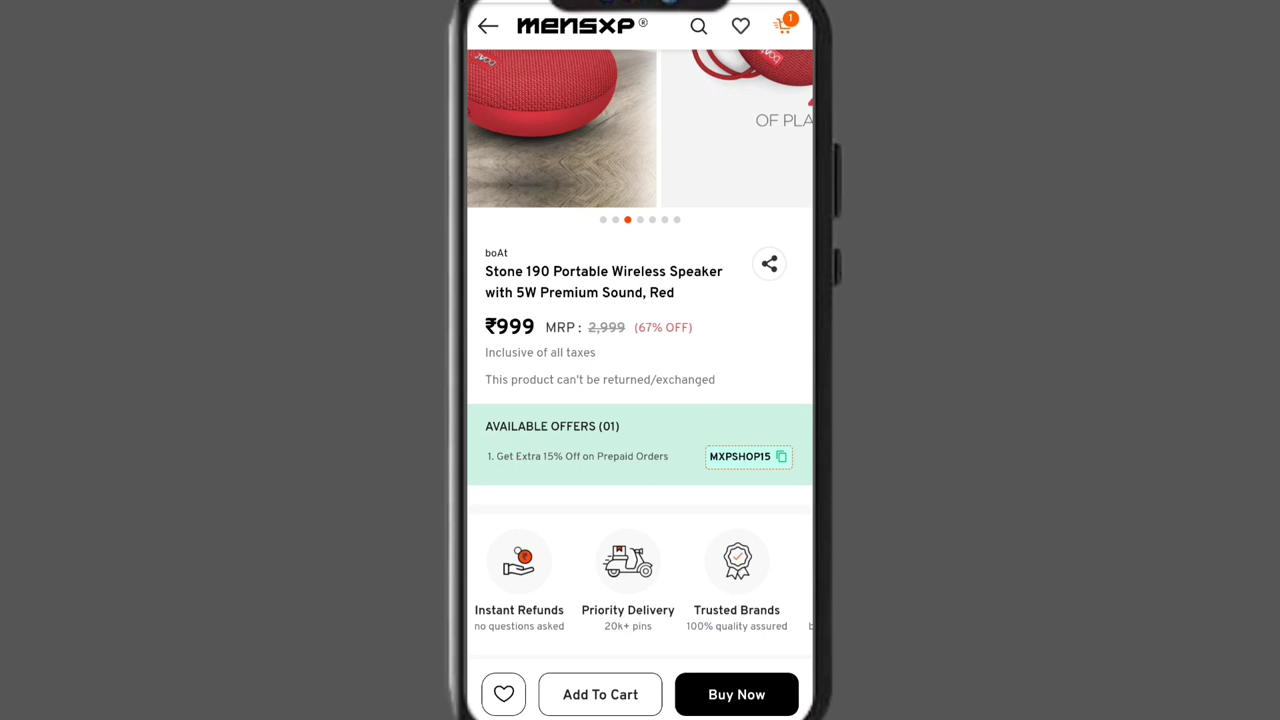 mensxp®
1
boAt
OF PLA
boAt
Stone 190 Portable Wireless Speaker
with 5W Premium Sound, Red
₹999 MRP : 2,999 (67% OFF)
Inclusive of all taxes
This product can't be returned/exchanged
AVAILABLE OFFERS (01)
1. Get Extra 15% Off on Prepaid Orders MXPSHOP15
Instant Refunds Priority Delivery Trusted Brands
no questions asked 20k+ pins 100% quality assured
Add To Cart Buy Now